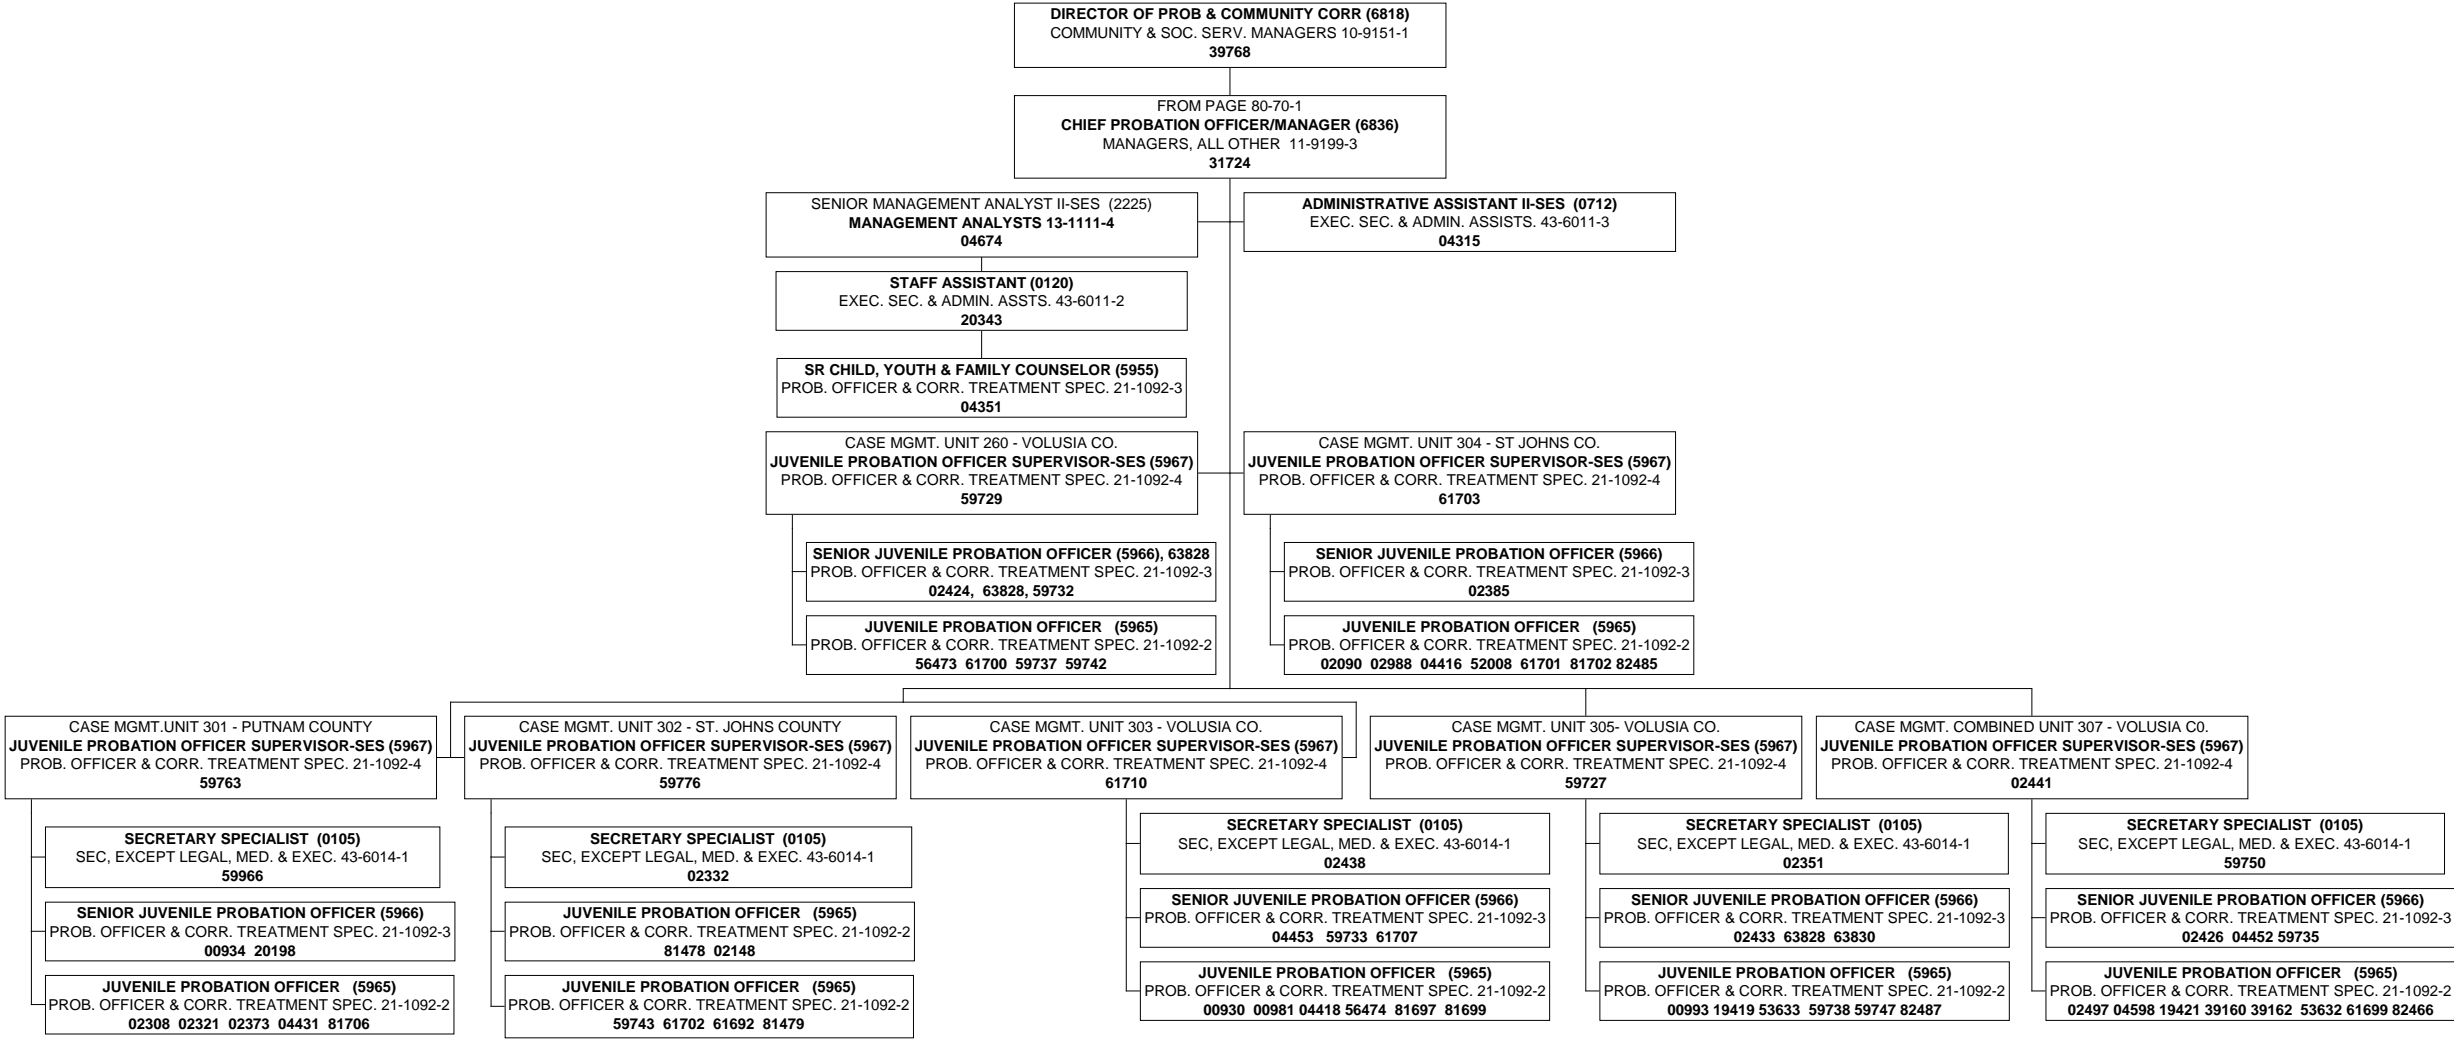 DIRECTOR OF PROB & COMMUNITY CORR (6818)
COMMUNITY & SOC. SERV. MANAGERS 10-9151-1
39768
FROM PAGE 80-70-1
CHIEF PROBATION OFFICER/MANAGER (6836)
MANAGERS, ALL OTHER 11-9199-3
31724
SENIOR MANAGEMENT ANALYST II-SES (2225)
MANAGEMENT ANALYSTS 13-1111-4
04674
ADMINISTRATIVE ASSISTANT II-SES (0712)
EXEC. SEC. & ADMIN. ASSISTS. 43-6011-3
04315
STAFF ASSISTANT (0120)
EXEC. SEC. & ADMIN. ASSTS. 43-6011-2
20343
SR CHILD, YOUTH & FAMILY COUNSELOR (5955)
PROB. OFFICER & CORR. TREATMENT SPEC. 21-1092-3
04351
CASE MGMT. UNIT 260 - VOLUSIA CO.
JUVENILE PROBATION OFFICER SUPERVISOR-SES (5967)
PROB. OFFICER & CORR. TREATMENT SPEC. 21-1092-4
59729
SENIOR JUVENILE PROBATION OFFICER (5966), 63828
PROB. OFFICER & CORR. TREATMENT SPEC. 21-1092-3
02424, 63828, 59732
JUVENILE PROBATION OFFICER (5965)
PROB. OFFICER & CORR. TREATMENT SPEC. 21-1092-2
56473 61700 59737 59742
CASE MGMT. UNIT 304 - ST JOHNS CO.
JUVENILE PROBATION OFFICER SUPERVISOR-SES (5967)
PROB. OFFICER & CORR. TREATMENT SPEC. 21-1092-4
61703
SENIOR JUVENILE PROBATION OFFICER (5966)
PROB. OFFICER & CORR. TREATMENT SPEC. 21-1092-3
02385
JUVENILE PROBATION OFFICER (5965)
PROB. OFFICER & CORR. TREATMENT SPEC. 21-1092-2
02090 02988 04416 52008 61701 81702 82485
CASE MGMT.UNIT 301 - PUTNAM COUNTY
JUVENILE PROBATION OFFICER SUPERVISOR-SES (5967)
PROB. OFFICER & CORR. TREATMENT SPEC. 21-1092-4
59763
SECRETARY SPECIALIST (0105)
SEC, EXCEPT LEGAL, MED. & EXEC. 43-6014-1
59966
SENIOR JUVENILE PROBATION OFFICER (5966)
PROB. OFFICER & CORR. TREATMENT SPEC. 21-1092-3
00934 20198
JUVENILE PROBATION OFFICER (5965)
PROB. OFFICER & CORR. TREATMENT SPEC. 21-1092-2
02308 02321 02373 04431 81706
CASE MGMT. UNIT 302 - ST. JOHNS COUNTY
JUVENILE PROBATION OFFICER SUPERVISOR-SES (5967)
PROB. OFFICER & CORR. TREATMENT SPEC. 21-1092-4
59776
SECRETARY SPECIALIST (0105)
SEC, EXCEPT LEGAL, MED. & EXEC. 43-6014-1
02332
JUVENILE PROBATION OFFICER (5965)
PROB. OFFICER & CORR. TREATMENT SPEC. 21-1092-2
81478 02148
JUVENILE PROBATION OFFICER (5965)
PROB. OFFICER & CORR. TREATMENT SPEC. 21-1092-2
59743 61702 61692 81479
CASE MGMT. UNIT 303 - VOLUSIA CO.
JUVENILE PROBATION OFFICER SUPERVISOR-SES (5967)
PROB. OFFICER & CORR. TREATMENT SPEC. 21-1092-4
61710
SECRETARY SPECIALIST (0105)
SEC, EXCEPT LEGAL, MED. & EXEC. 43-6014-1
02438
SENIOR JUVENILE PROBATION OFFICER (5966)
PROB. OFFICER & CORR. TREATMENT SPEC. 21-1092-3
04453 59733 61707
JUVENILE PROBATION OFFICER (5965)
PROB. OFFICER & CORR. TREATMENT SPEC. 21-1092-2
00930 00981 04418 56474 81697 81699
CASE MGMT. UNIT 305- VOLUSIA CO.
JUVENILE PROBATION OFFICER SUPERVISOR-SES (5967)
PROB. OFFICER & CORR. TREATMENT SPEC. 21-1092-4
59727
SECRETARY SPECIALIST (0105)
SEC, EXCEPT LEGAL, MED. & EXEC. 43-6014-1
02351
SENIOR JUVENILE PROBATION OFFICER (5966)
PROB. OFFICER & CORR. TREATMENT SPEC. 21-1092-3
02433 63828 63830
JUVENILE PROBATION OFFICER (5965)
PROB. OFFICER & CORR. TREATMENT SPEC. 21-1092-2
00993 19419 53633 59738 59747 82487
CASE MGMT. COMBINED UNIT 307 - VOLUSIA C0.
JUVENILE PROBATION OFFICER SUPERVISOR-SES (5967)
PROB. OFFICER & CORR. TREATMENT SPEC. 21-1092-4
02441
SECRETARY SPECIALIST (0105)
SEC, EXCEPT LEGAL, MED. & EXEC. 43-6014-1
59750
SENIOR JUVENILE PROBATION OFFICER (5966)
PROB. OFFICER & CORR. TREATMENT SPEC. 21-1092-3
02426 04452 59735
JUVENILE PROBATION OFFICER (5965)
PROB. OFFICER & CORR. TREATMENT SPEC. 21-1092-2
02497 04598 19421 39160 39162 53632 61699 82466